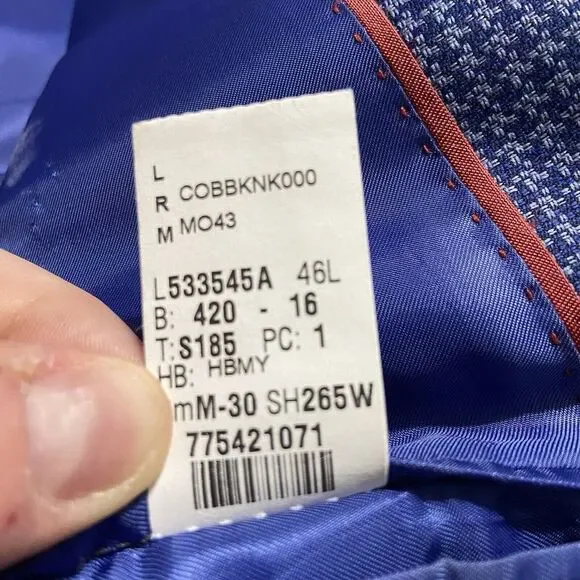 L
R COBBKNK000
M MO43
L533545A 46L
B: 420 - 16
T:S185 PC: 1
HB: HBMY
mM-30 SH265W
775421071